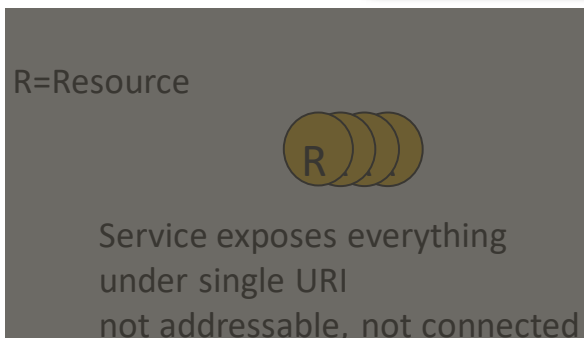 R=Resource
R...
Service exposes everything
under single URI
not addressable, not connected